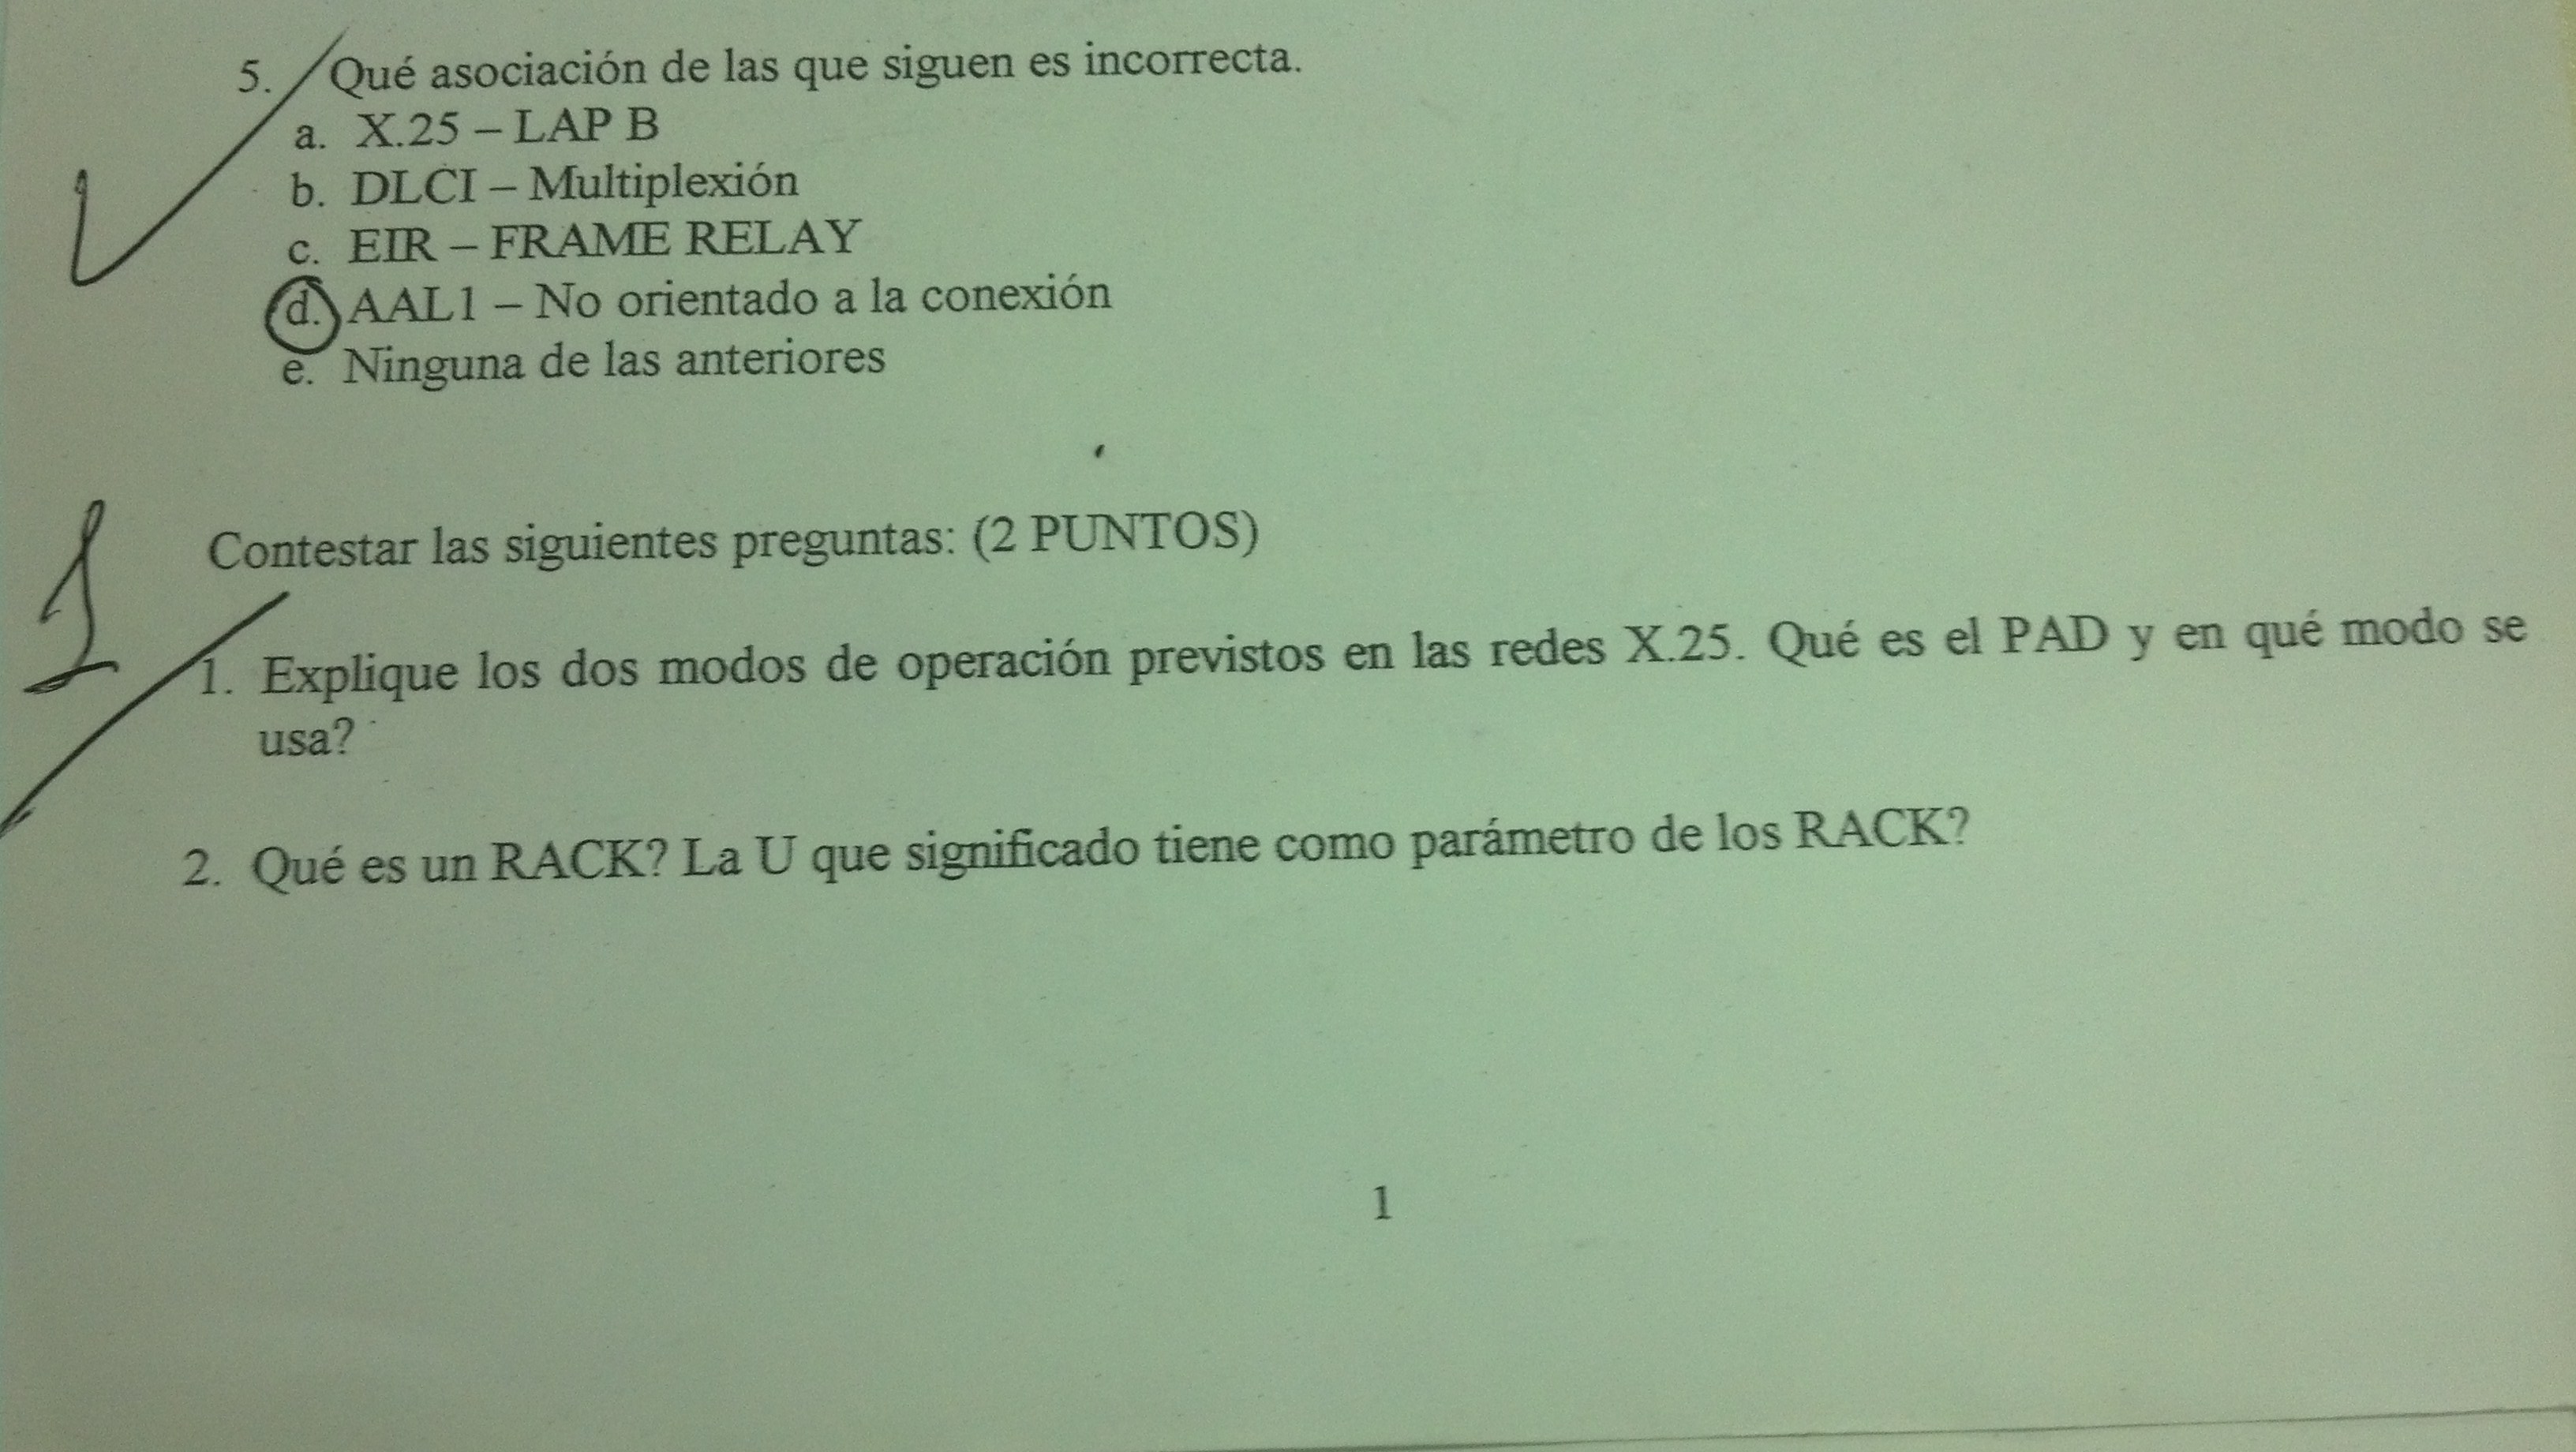 5. Qué asociación de las que siguen es incorrecta.
a. X.25 – LAP B
b. DLCI – Multiplexión
c. EIR – FRAME RELAY
d. AAL1 – No orientado a la conexión
e. Ninguna de las anteriores
1
Contestar las siguientes preguntas: (2 PUNTOS)
1. Explique los dos modos de operación previstos en las redes X.25. Qué es el PAD y en qué modo se
usa?
2. Qué es un RACK? La U que significado tiene como parámetro de los RACK?
1